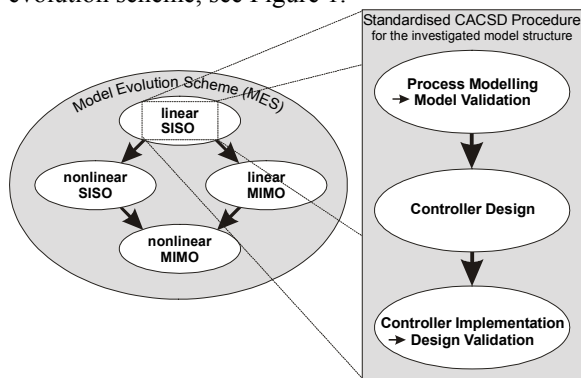 evolution scheme, see Figure 1.
Model Evolution Scheme (MES)
linear
SISO
nonlinear
SISO
linear
MIMO
nonlinear
MIMO
Standardised CACSD Procedure
for the investigated model structure
Process Modelling
➔ Model Validation
Controller Design
Controller Implementation
➔ Design Validation